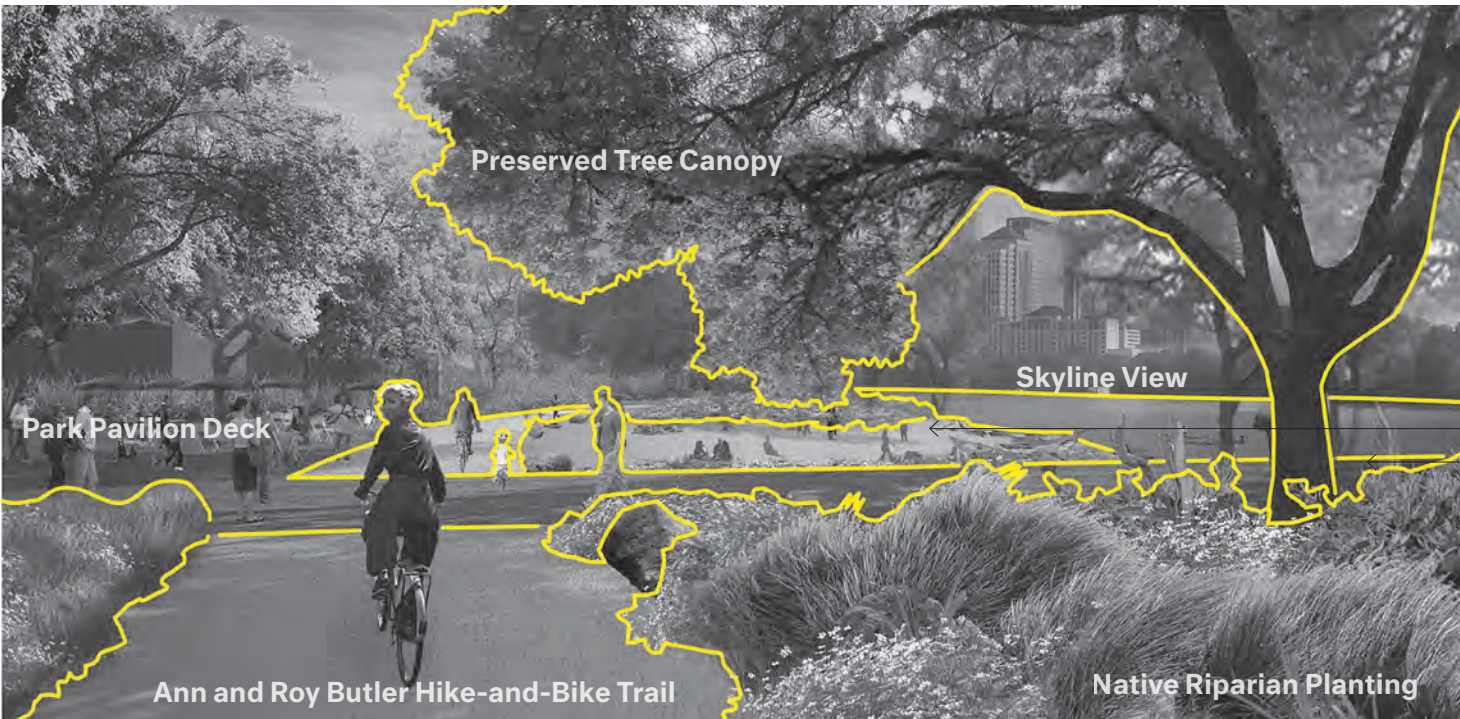 Preserved Tree Canopy
Skyline View
Park Pavilion Deck
Ann and Roy Butler Hike-and-Bike Trail
Native Riparian Planting